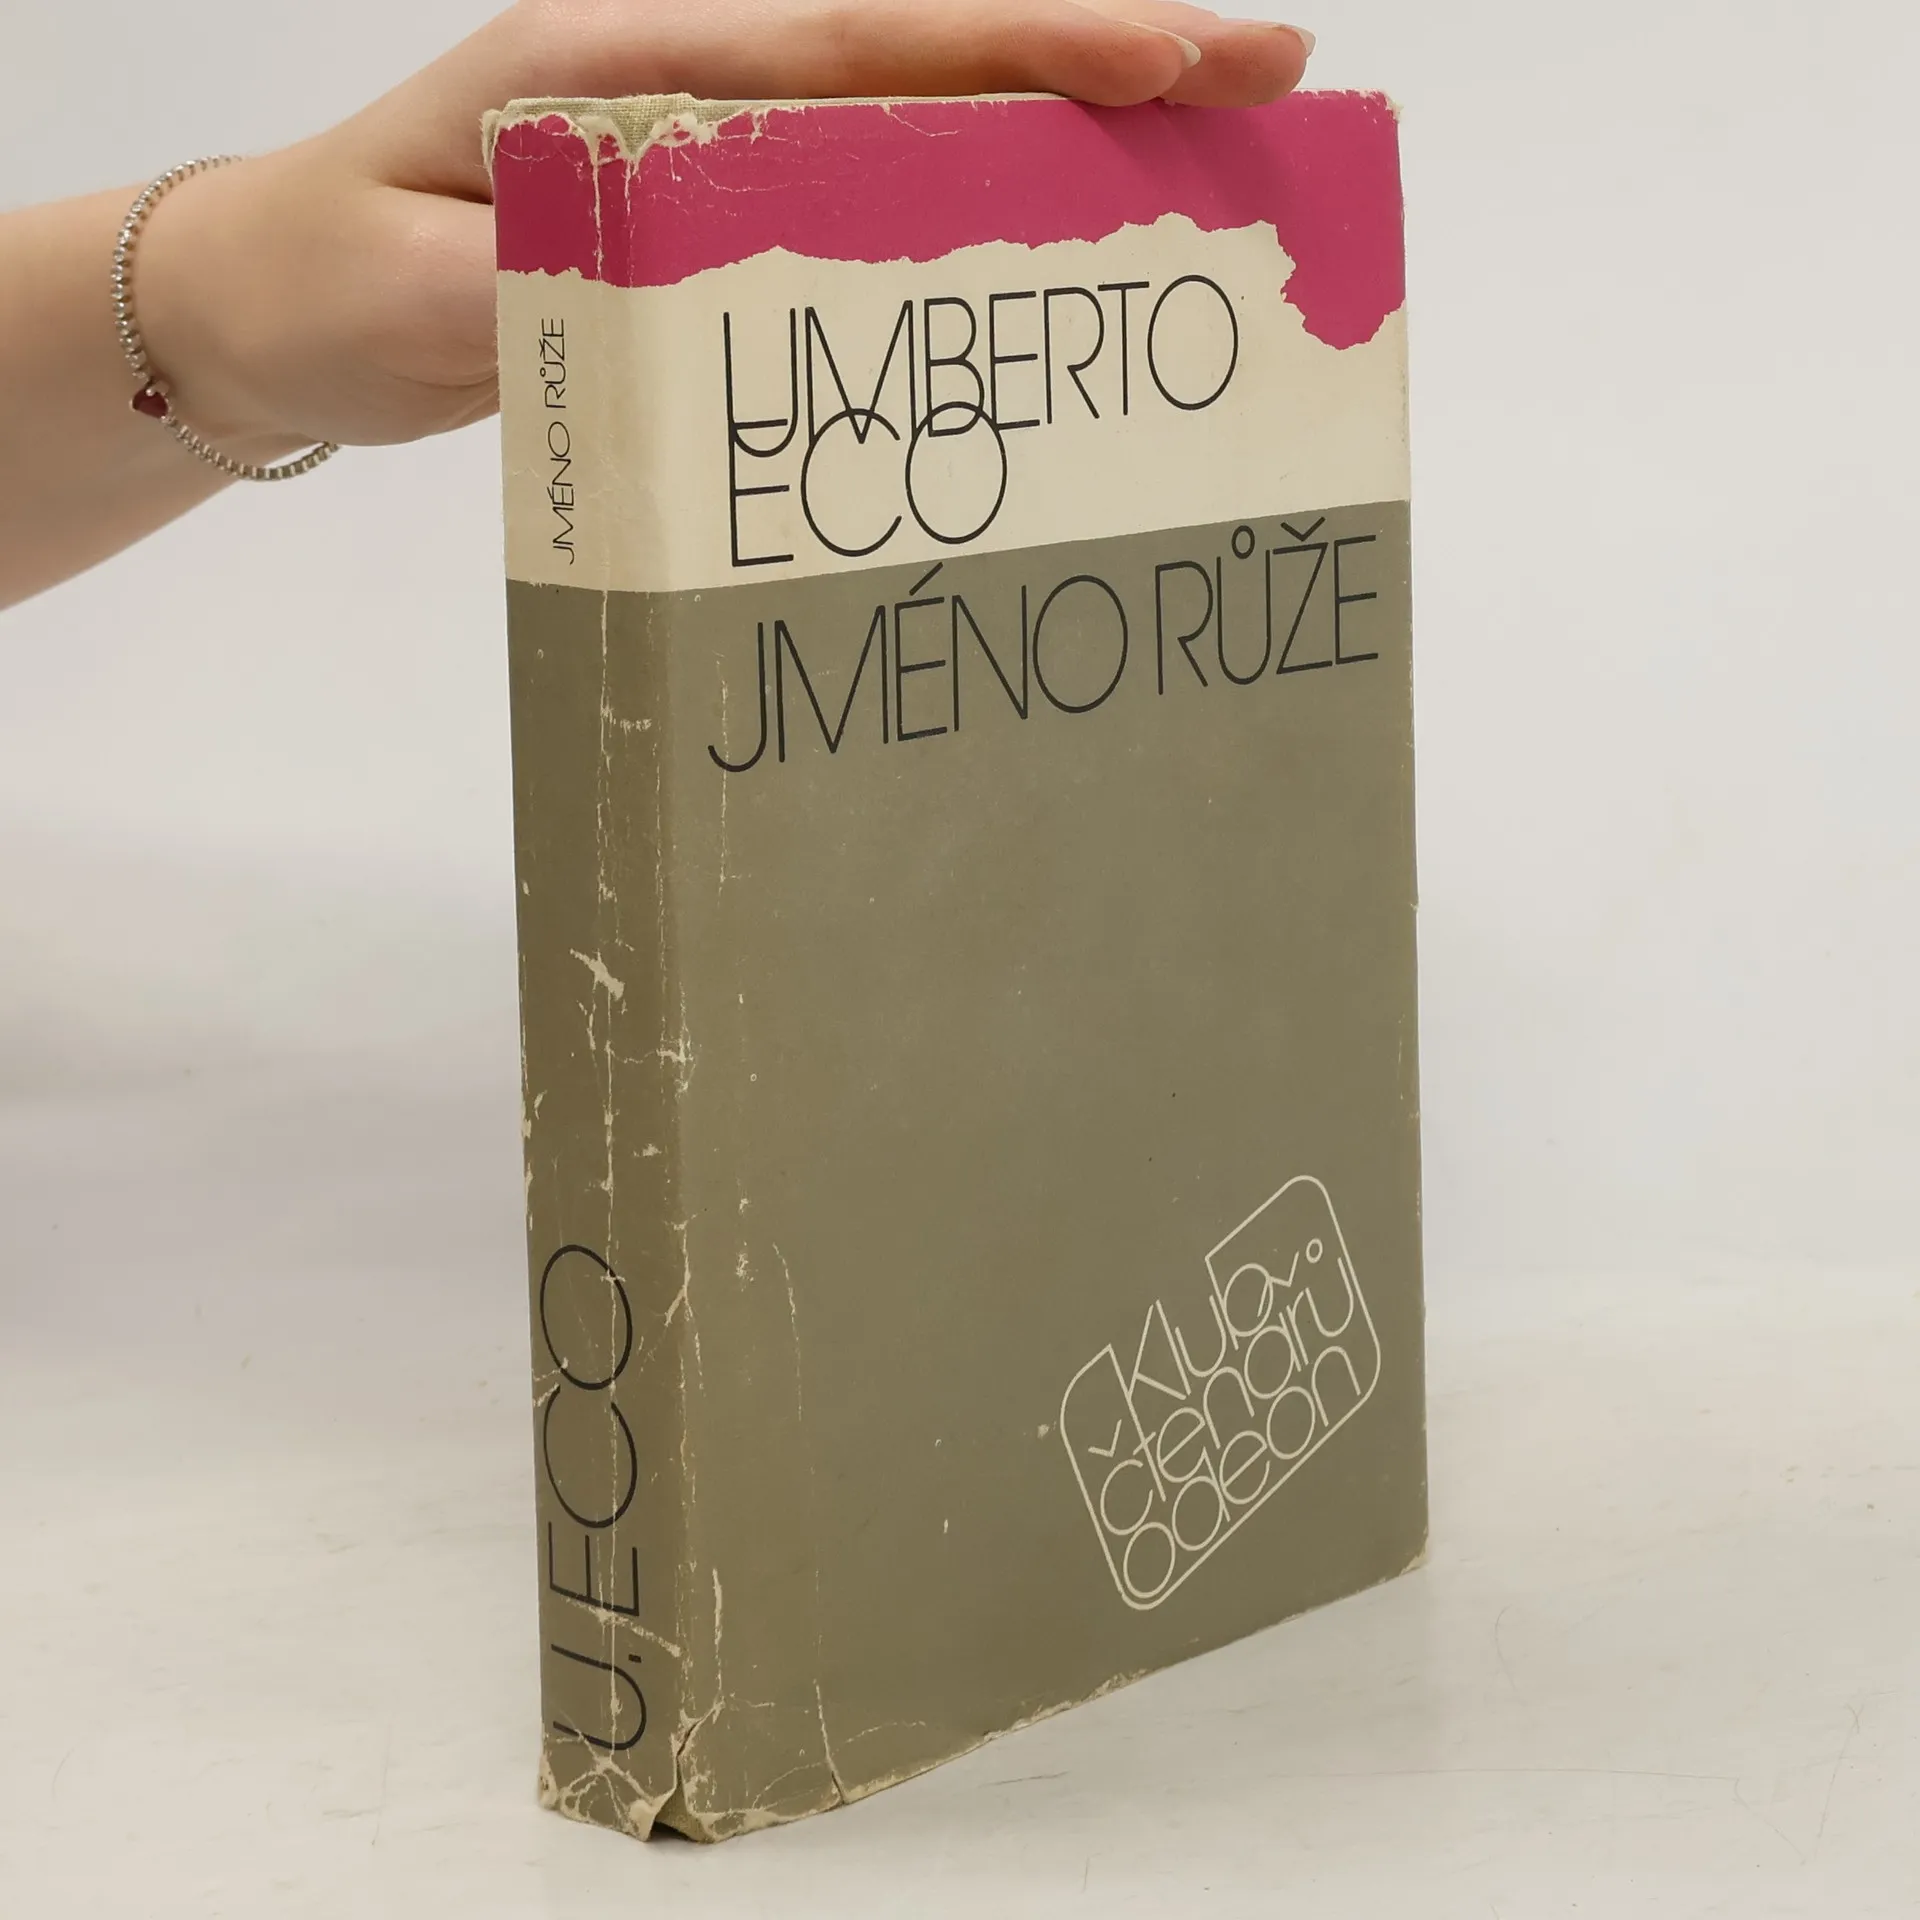 JMÉNO RŮŽE
U. ECO
UMBERTO
ECO
JMÉNO RŮŽE
Klub
čtenářů
odeon